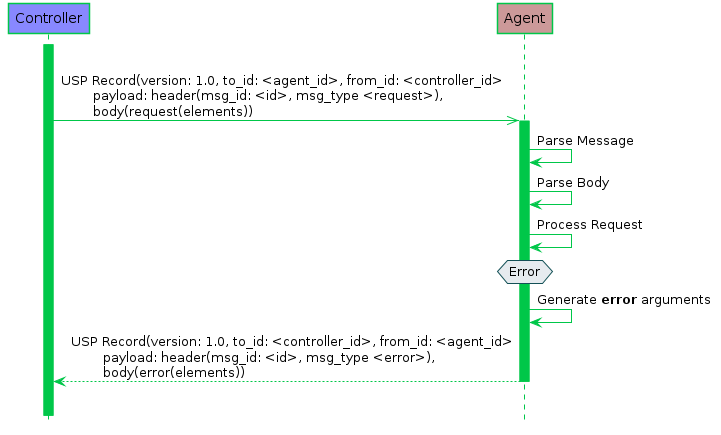 Controller
Agent
USP Record(version: 1.0, to_id: <agent_id>, from_id: <controller_id>
payload: header(msg_id: <id>, msg_type <request>),
body(request(elements))
Parse Message
Parse Body
Process Request
Error
Generate error arguments
USP Record(version: 1.0, to_id: <controller_id>, from_id: <agent_id>
payload: header(msg_id: <id>, msg_type <error>),
body(error(elements))